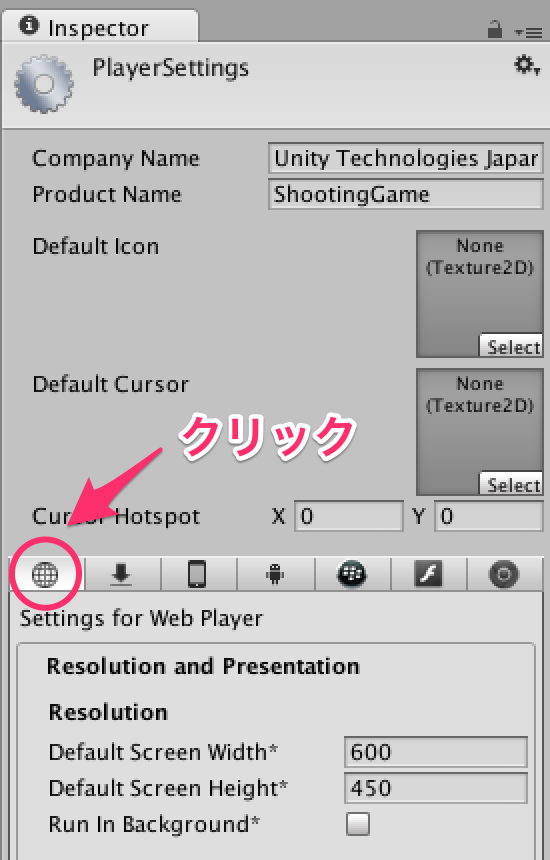 Inspector
PlayerSettings
Company Name Unity Technologies Japar
Product Name ShootingGame
Default Icon None
(Texture2D)
Select
Default Cursor None
(Texture2D)
クリック
Select
Cursor Hotspot X 0 Y 0
Settings for Web Player
Resolution and Presentation
Resolution
Default Screen Width* 600
Default Screen Height* 450
Run In Background*